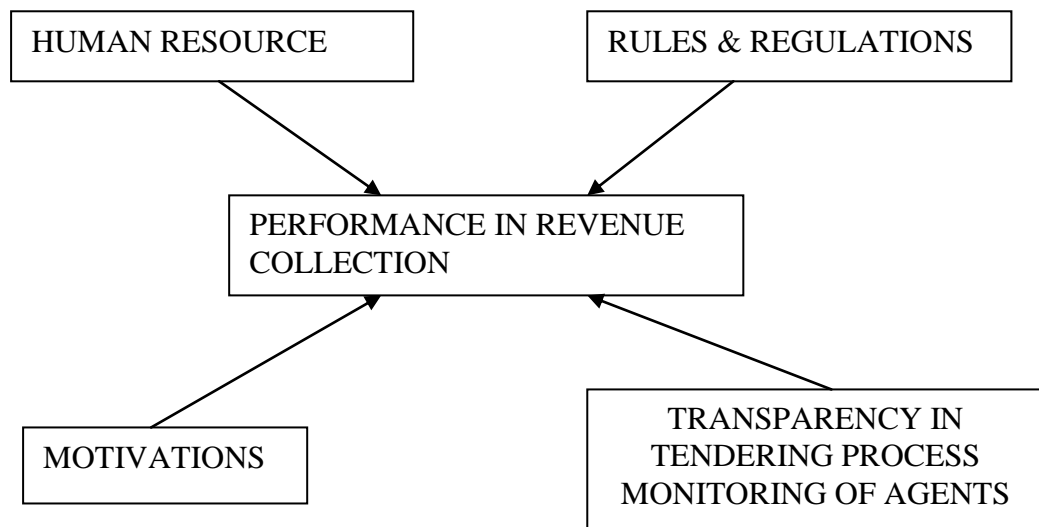 HUMAN RESOURCE
RULES & REGULATIONS
PERFORMANCE IN REVENUE
COLLECTION
MOTIVATIONS
TRANSPARENCY IN
TENDERING PROCESS
MONITORING OF AGENTS